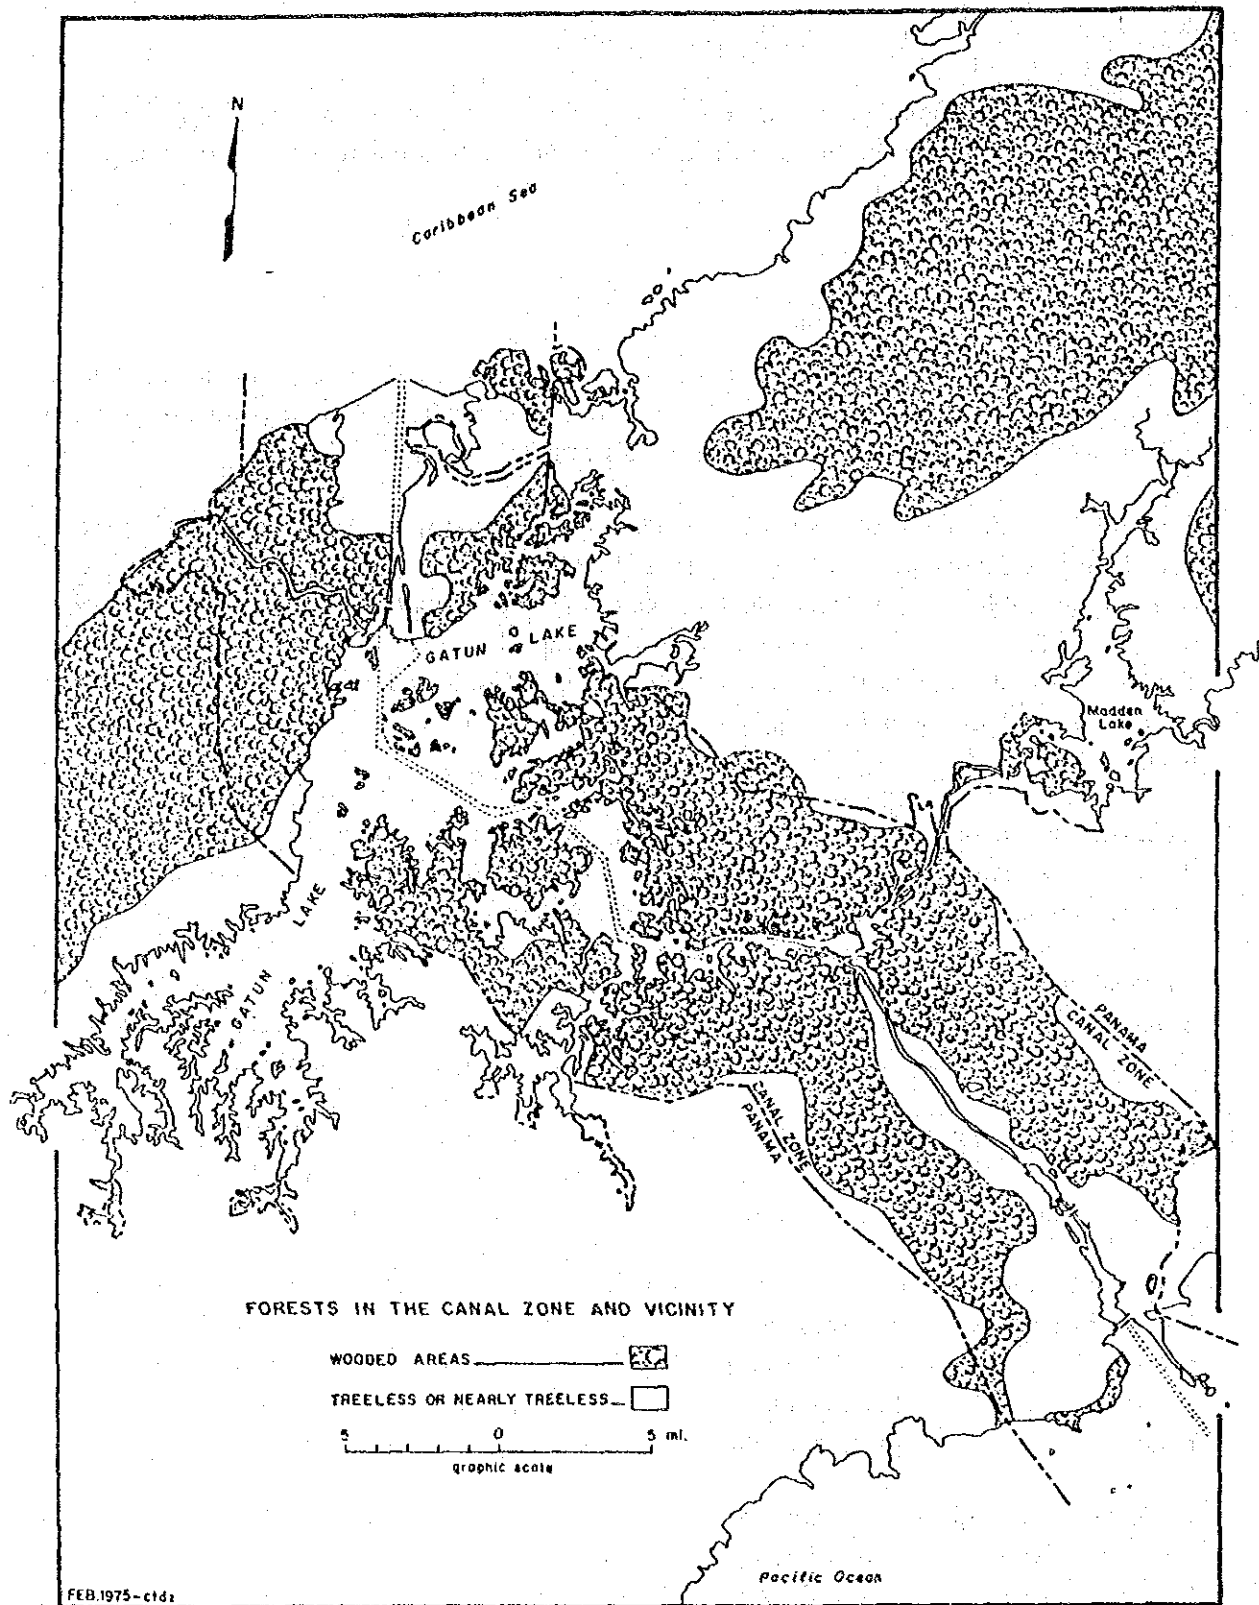 N
Caribbean Sea
GATUN LAKE
Madden
Lake
LAKE
GATUN
PANAMA
CANAL ZONE
CANAL ZONE
PANAMA
FORESTS IN THE CANAL ZONE AND VICINITY
WOODED AREAS
TREELESS OR NEARLY TREELESS
5 0 5 mi.
graphic scale
Pacific Ocean
FEB.1975-ctdz